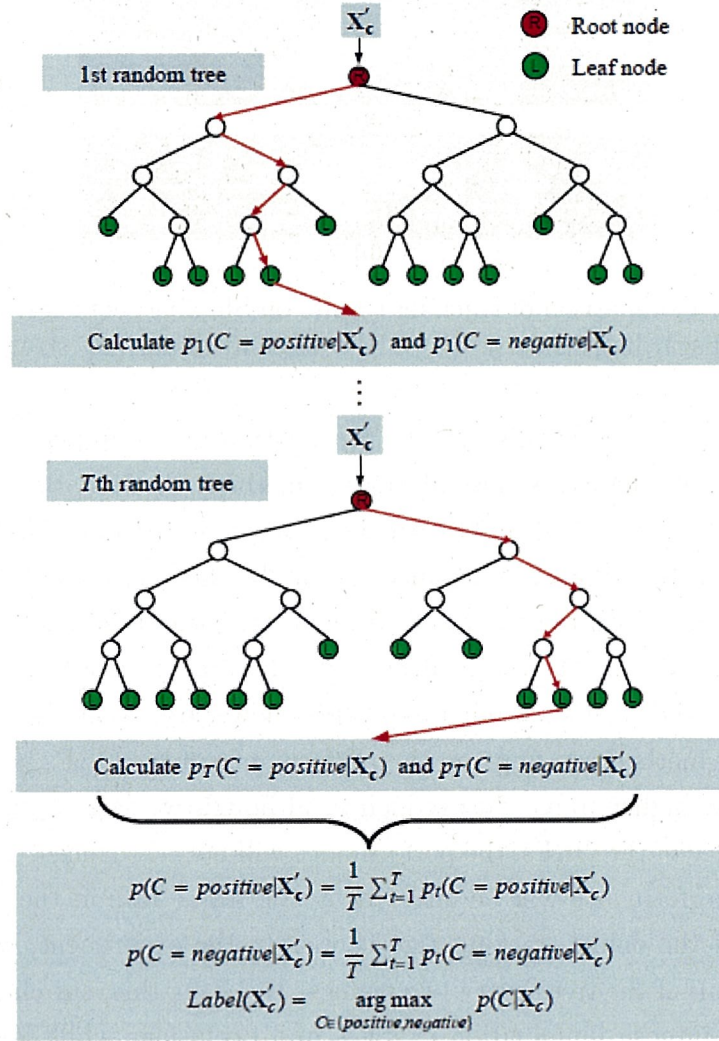 X′c
R Root node
1st random tree
R
L Leaf node
L L
L
L L L L L L L L L L
Calculate p1(C = positive|X′c) and p1(C = negative|X′c)
⋮
X′c
Tth random tree
R
L L L
L L L L L L L L L L
Calculate pT(C = positive|X′c) and pT(C = negative|X′c)
p(C = positive|X′c) = 1/T ∑ᵀt=1 pt(C = positive|X′c)
p(C = negative|X′c) = 1/T ∑ᵀt=1 pt(C = negative|X′c)
Label(X′c) = arg max p(C|X′c)
C∈{positive,negative}